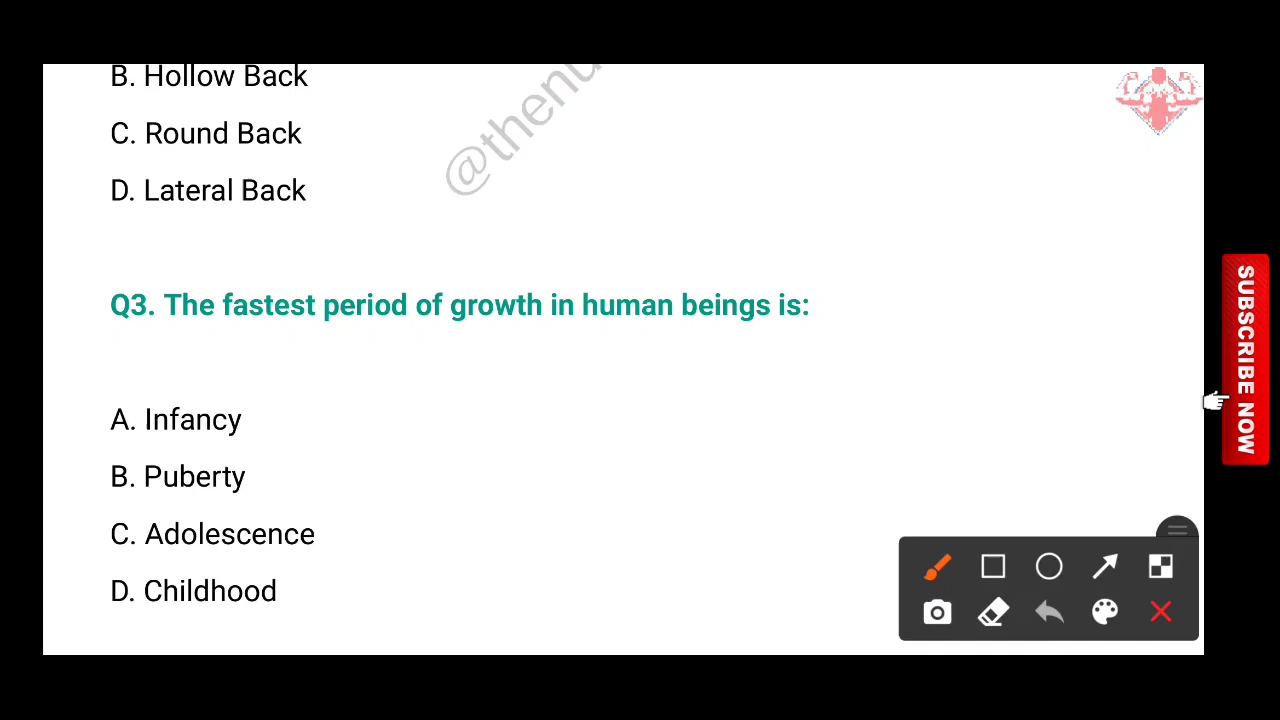 B. Hollow Back
C. Round Back
D. Lateral Back
@thenu
Q3. The fastest period of growth in human beings is:
A. Infancy
B. Puberty
C. Adolescence
D. Childhood
SUBSCRIBE NOW